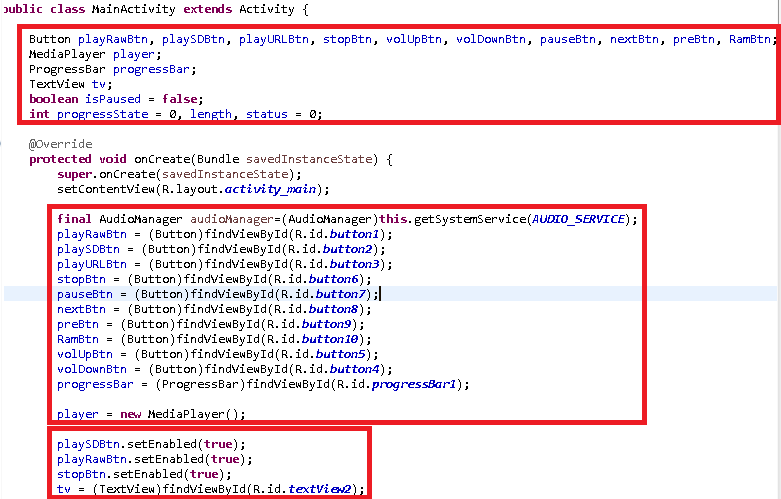 public class MainActivity extends Activity {
Button playRawBtn, playSDBtn, playURLBtn, stopBtn, volUpBtn, volDownBtn, pauseBtn, nextBtn, preBtn, RamBtn;
MediaPlayer player;
ProgressBar progressBar;
TextView tv;
boolean isPaused = false;
int progressState = 0, length, status = 0;
@Override
protected void onCreate(Bundle savedInstanceState) {
super.onCreate(savedInstanceState);
setContentView(R.layout.activity_main);
final AudioManager audioManager=(AudioManager)this.getSystemService(AUDIO_SERVICE);
playRawBtn = (Button)findViewById(R.id.button1);
playSDBtn = (Button)findViewById(R.id.button2);
playURLBtn = (Button)findViewById(R.id.button3);
stopBtn = (Button)findViewById(R.id.button6);
pauseBtn = (Button)findViewById(R.id.button7);
nextBtn = (Button)findViewById(R.id.button8);
preBtn = (Button)findViewById(R.id.button9);
RamBtn = (Button)findViewById(R.id.button10);
volUpBtn = (Button)findViewById(R.id.button5);
volDownBtn = (Button)findViewById(R.id.button4);
progressBar = (ProgressBar)findViewById(R.id.progressBar1);
player = new MediaPlayer();
playSDBtn.setEnabled(true);
playRawBtn.setEnabled(true);
stopBtn.setEnabled(true);
tv = (TextView)findViewById(R.id.textView2);